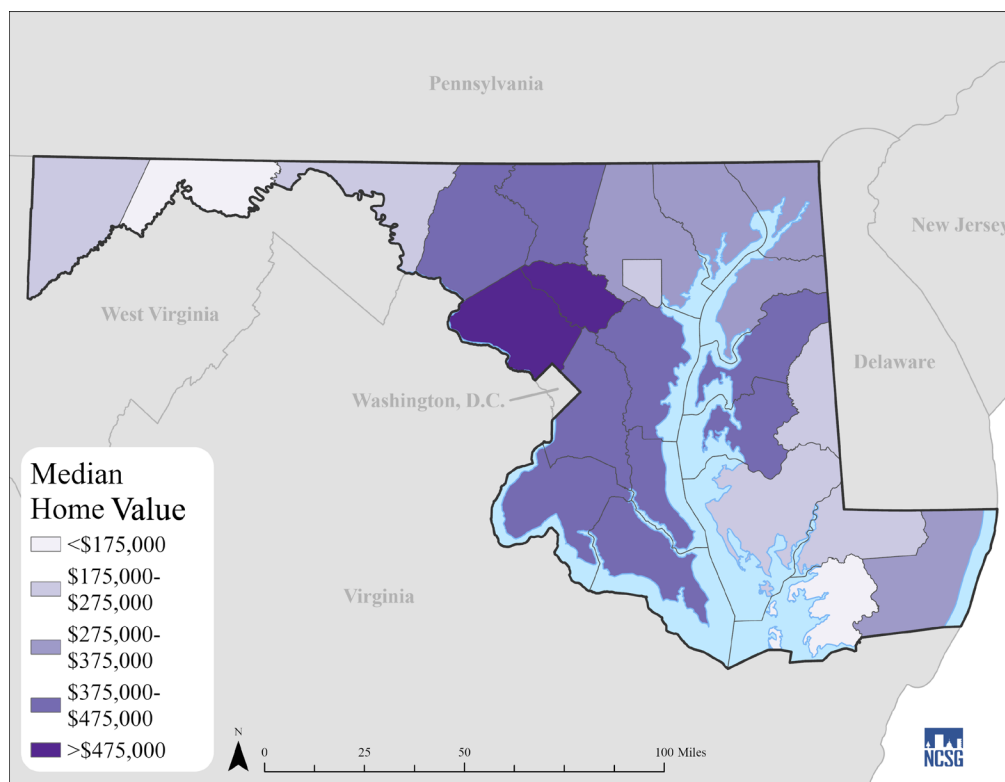 Pennsylvania
New Jersey
West Virginia
Delaware
Washington, D.C.
Virginia
Median
Home Value
<$175,000
$175,000-
$275,000
$275,000-
$375,000
$375,000-
$475,000
>$475,000
N
0 25 50 100 Miles
NCSG